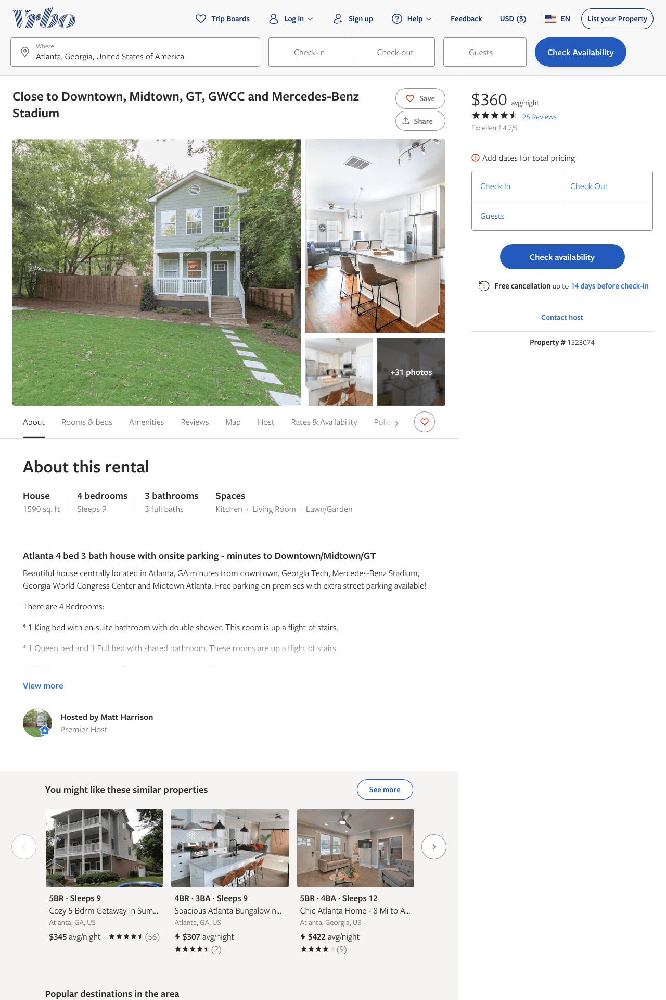 Vrbo
Trip Boards
Log in
Sign up
Help
Feedback
USD ($)
EN
List your Property
Where
Atlanta, Georgia, United States of America
Check-in
Check-out
Guests
Check Availability
Close to Downtown, Midtown, GT, GWCC and Mercedes-Benz
Stadium
Save
Share
+31 photos
$360 avg/night
25 Reviews
Excellent! 4.7/5
Add dates for total pricing
Check In
Check Out
Guests
Check availability
Free cancellation up to 14 days before check-in
Contact host
Property # 1523074
About
Rooms & beds
Amenities
Reviews
Map
Host
Rates & Availability
About this rental
House
1590 sq. ft
4 bedrooms
Sleeps 9
3 bathrooms
3 full baths
Spaces
Kitchen · Living Room · Lawn/Garden
Atlanta 4 bed 3 bath house with onsite parking - minutes to Downtown/Midtown/GT
Beautiful house centrally located in Atlanta, GA minutes from downtown, Georgia Tech, Mercedes-Benz Stadium,
Georgia World Congress Center and Midtown Atlanta. Free parking on premises with extra street parking available!
There are 4 Bedrooms:
* 1 King bed with en-suite bathroom with double shower. This room is up a flight of stairs.
* 1 Queen bed and 1 Full bed with shared bathroom. These rooms are up a flight of stairs.
View more
Hosted by Matt Harrison
Premier Host
You might like these similar properties
See more
5BR · Sleeps 9
Cozy 5 Bdrm Getaway In Sum...
Atlanta, GA, US
$345 avg/night
(56)
4BR · 3BA · Sleeps 9
Spacious Atlanta Bungalow n...
Atlanta, GA, US
$307 avg/night
(2)
5BR · 4BA · Sleeps 12
Chic Atlanta Home - 8 Mi to A...
Atlanta, Georgia, US
$422 avg/night
(9)
Popular destinations in the area